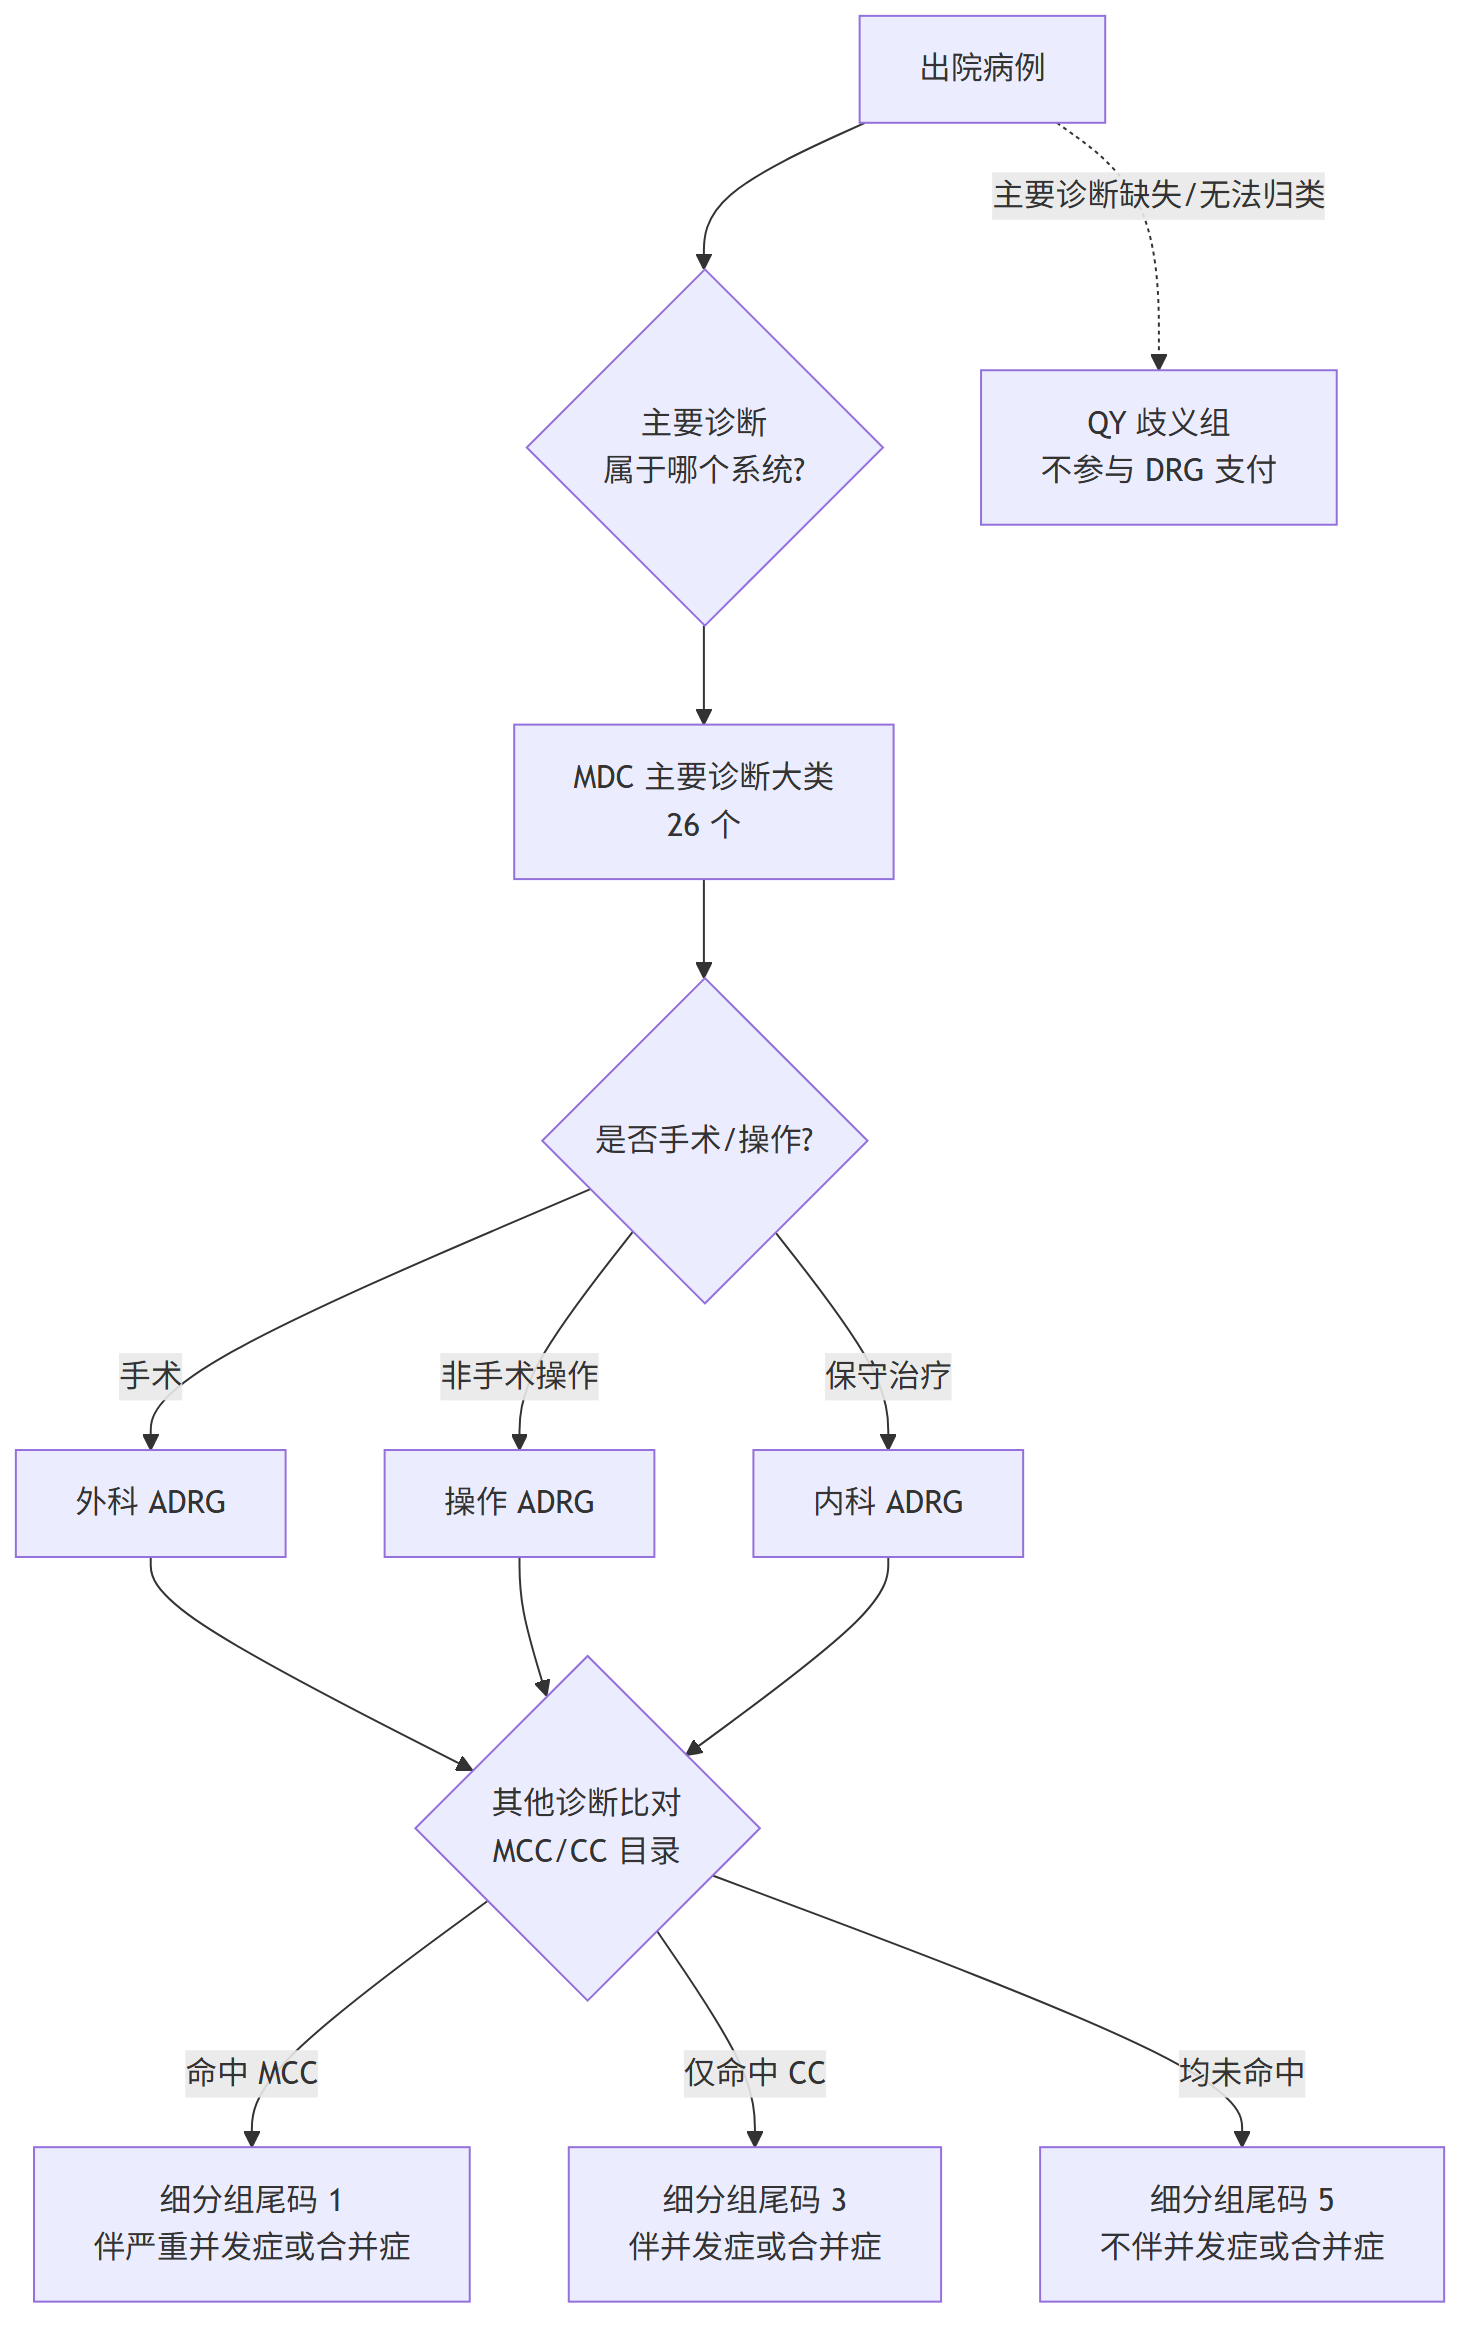 出院病例
主要诊断缺失/无法归类
主要诊断
属于哪个系统?
QY 歧义组
不参与 DRG 支付
MDC 主要诊断大类
26 个
是否手术/操作?
手术
非手术操作
保守治疗
外科 ADRG
操作 ADRG
内科 ADRG
其他诊断比对
MCC/CC 目录
命中 MCC
仅命中 CC
均未命中
细分组尾码 1
伴严重并发症或合并症
细分组尾码 3
伴并发症或合并症
细分组尾码 5
不伴并发症或合并症